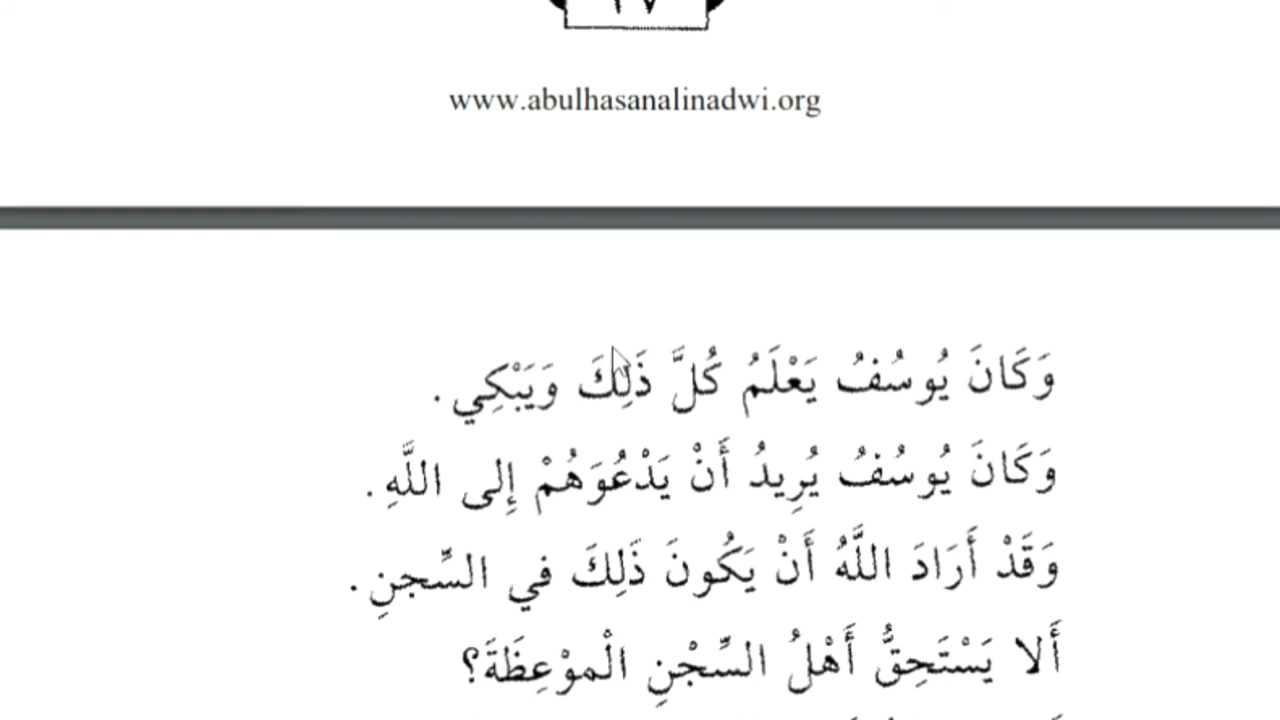 www.abulhasanalinadwi.org
وَكَانَ يُوسُفُ يَعْلَمُ كُلَّ ذَلِكَ وَيَبْكِي.
وَكَانَ يُوسُفُ يُرِيدُ أَنْ يَدْعُوَهُمْ إِلى اللَّهِ.
وَقَدْ أَرَادَ اللَّهُ أَنْ يَكُونَ ذَلِكَ في السِّجنِ.
أَلا يَسْتَحِقُّ أَهْلُ السِّجْنِ الْموْعِظَةَ؟